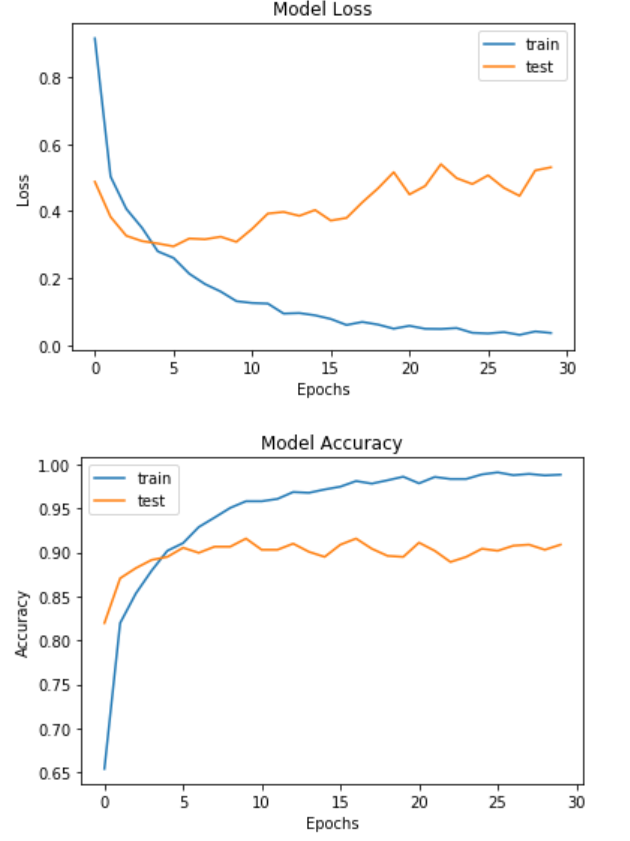 Model Loss
train
test
0.8
0.6
0.4
0.2
0.0
Loss
0 5 10 15 20 25 30
Epochs
Model Accuracy
train
test
1.00
0.95
0.90
0.85
0.80
0.75
0.70
0.65
Accuracy
0 5 10 15 20 25 30
Epochs